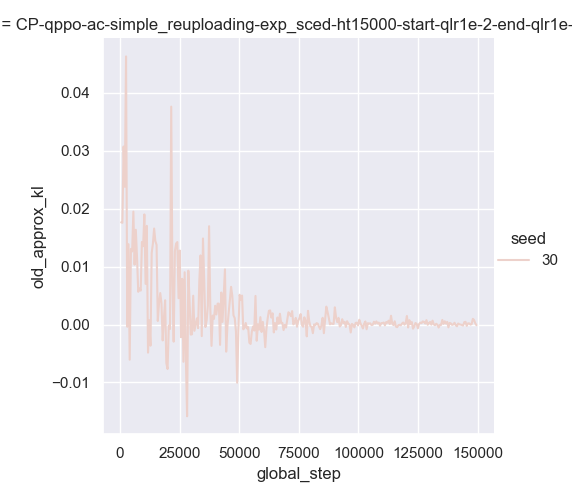 = CP-qppo-ac-simple_reuploading-exp_sced-ht15000-start-qlr1e-2-end-qlr1e-
0.04
0.03
0.02
0.01
0.00
−0.01
old_approx_kl
0 25000 50000 75000 100000 125000 150000
global_step
seed
30